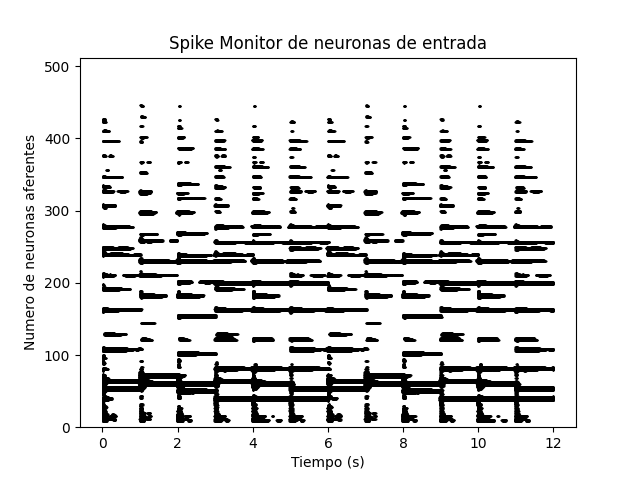 Spike Monitor de neuronas de entrada
500
400
300
200
100
0
Numero de neuronas aferentes
0 2 4 6 8 10 12
Tiempo (s)